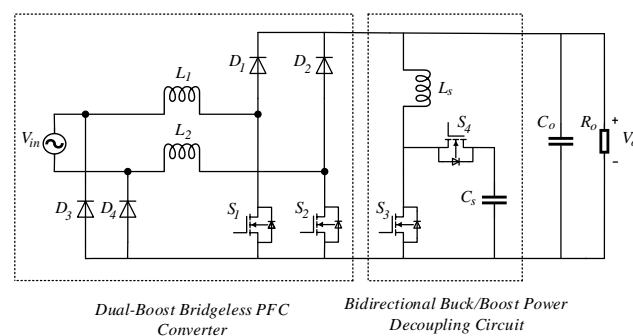 D1
D2
L1
Ls
Vin
L2
S4
Co
Ro
+
V
−
D3
D4
S1
S2
S3
Cs
Dual-Boost Bridgeless PFC
Converter
Bidirectional Buck/Boost Power
Decoupling Circuit